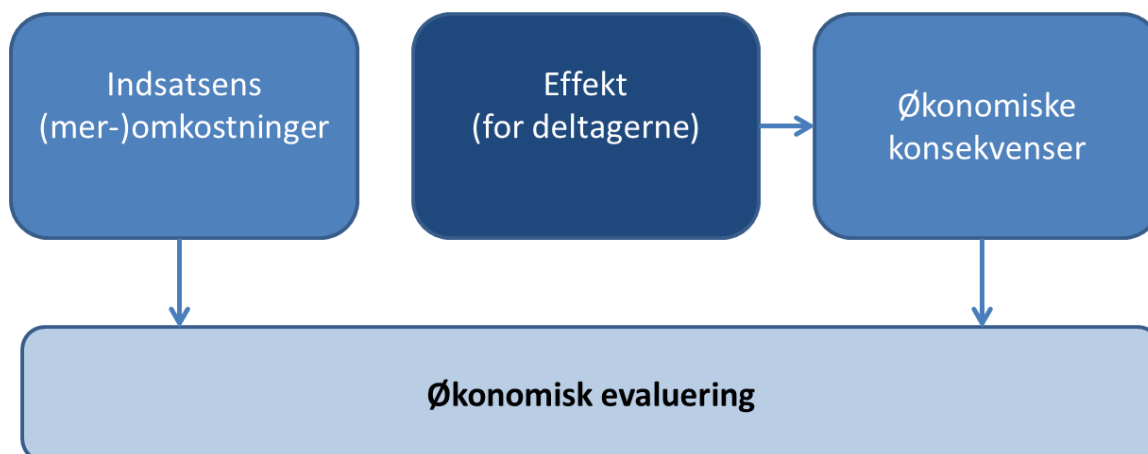 Indsatsens
(mer-)omkostninger
Effekt
(for deltagerne)
Økonomiske
konsekvenser
Økonomisk evaluering